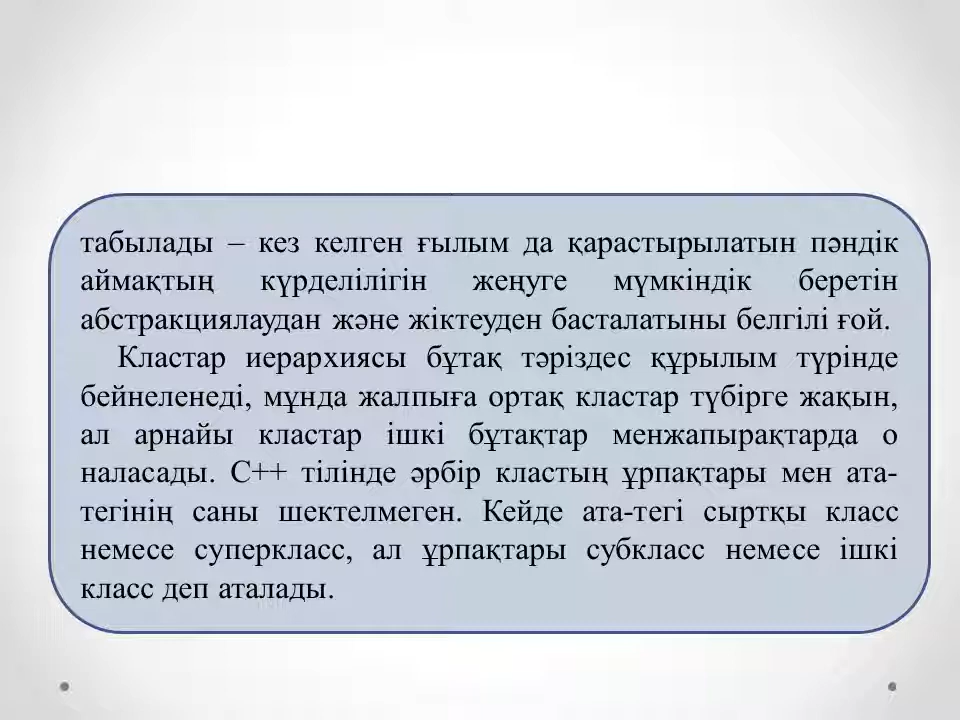 табылады – кез келген ғылым да қарастырылатын пәндік
аймақтың күрделілігін жеңуге мүмкіндік беретін
абстракциялаудан және жіктеуден басталатыны белгілі ғой.
Кластар иерархиясы бұтақ тәріздес құрылым түрінде
бейнеленеді, мұнда жалпыға ортақ кластар түбірге жақын,
ал арнайы кластар ішкі бұтақтар менжапырақтарда о
наласады. С++ тілінде әрбір кластың ұрпақтары мен ата-
тегінің саны шектелмеген. Кейде ата-тегі сыртқы класс
немесе суперкласс, ал ұрпақтары субкласс немесе ішкі
класс деп аталады.